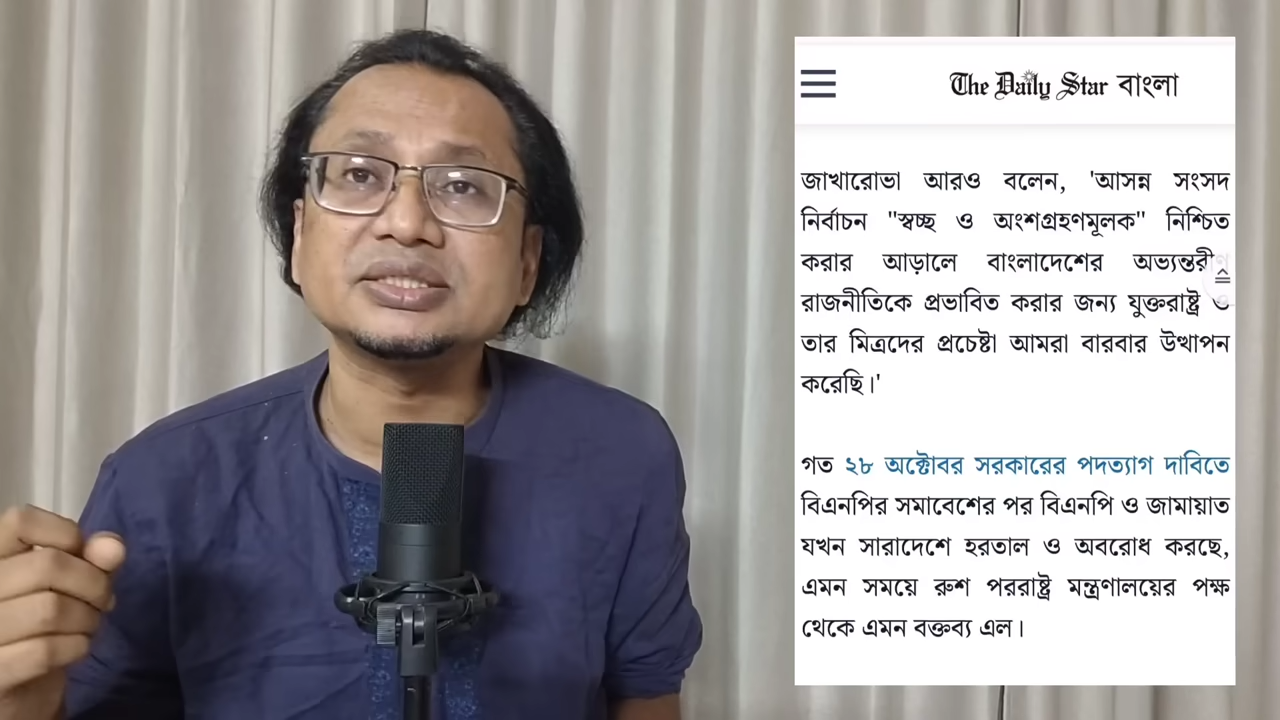 The Daily Star বাংলা
জাখারোভা আরও বলেন, 'আসন্ন সংসদ
নির্বাচন "স্বচ্ছ ও অংশগ্রহণমূলক" নিশ্চিত
করার আড়ালে বাংলাদেশের অভ্যন্তরীণ
রাজনীতিকে প্রভাবিত করার জন্য যুক্তরাষ্ট্র ও
তার মিত্রদের প্রচেষ্টা আমরা বারবার উত্থাপন
করেছি।'
গত ২৮ অক্টোবর সরকারের পদত্যাগ দাবিতে
বিএনপির সমাবেশের পর বিএনপি ও জামায়াত
যখন সারাদেশে হরতাল ও অবরোধ করছে,
এমন সময়ে রুশ পররাষ্ট্র মন্ত্রণালয়ের পক্ষ
থেকে এমন বক্তব্য এল।